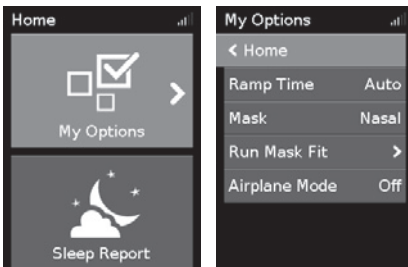 Home
My Options
Sleep Report
My Options
< Home
Ramp Time Auto
Mask Nasal
Run Mask Fit >
Airplane Mode Off